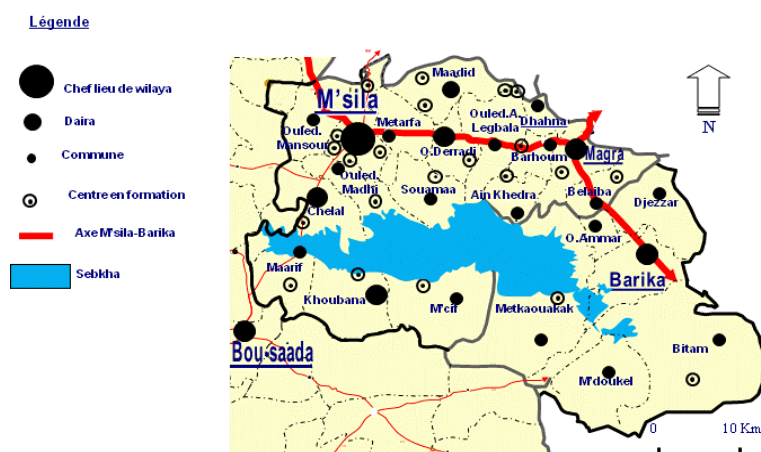 Légende
Chef lieu de wilaya
Daira
Commune
Centre en formation
Axe M'sila-Barika
Sebkha
N
Maadid
M'sila
Ouled.A.
Legbala
Dhahna
Metarfa
Ouled.
Mansour
O.Derradj
Barhoum
Magra
Ouled.
Madhi
Souamaa
Ain Khedra
Belaiba
Djezzar
Chelal
O.Ammar
Maarif
Barika
Khoubana
M'cif
Metkaouakak
Bou-saada
Bitam
M'doukel
0 10 Km